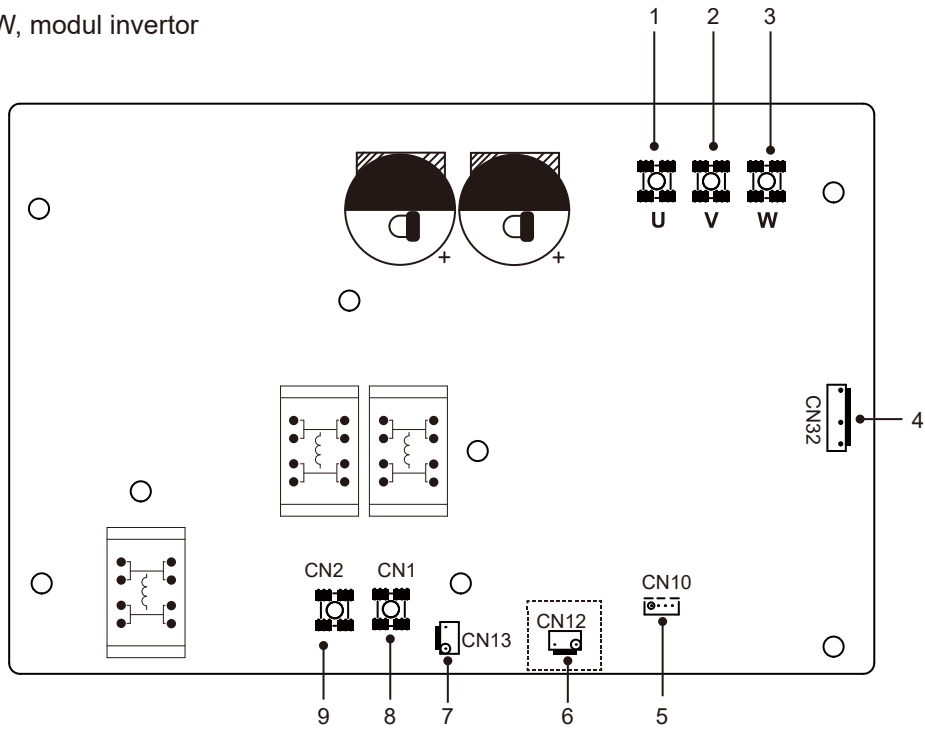 W, modul invertor
1 2 3
U V W
+ +
CN32
4
CN2 CN1
CN10
CN12
CN13
9 8 7 6 5